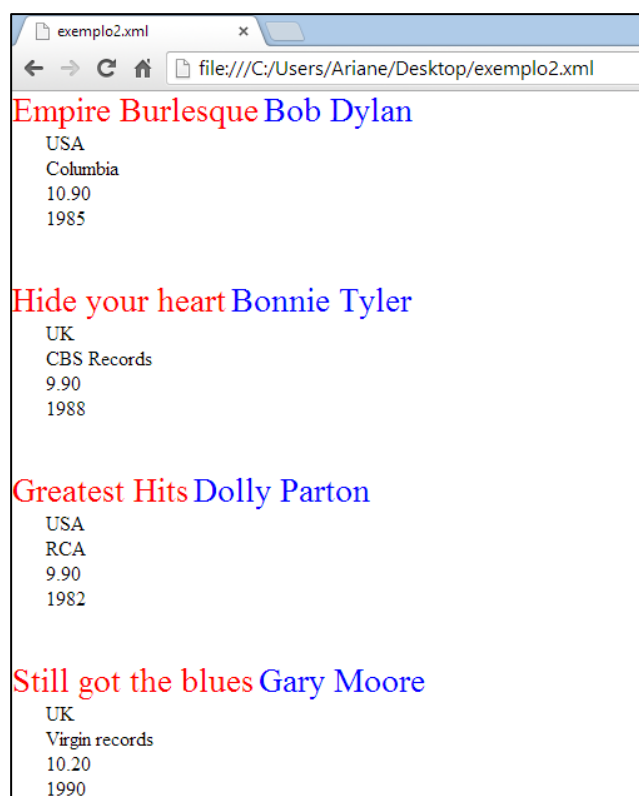 exemplo2.xml
file:///C:/Users/Ariane/Desktop/exemplo2.xml
Empire Burlesque Bob Dylan
USA
Columbia
10.90
1985
Hide your heart Bonnie Tyler
UK
CBS Records
9.90
1988
Greatest Hits Dolly Parton
USA
RCA
9.90
1982
Still got the blues Gary Moore
UK
Virgin records
10.20
1990